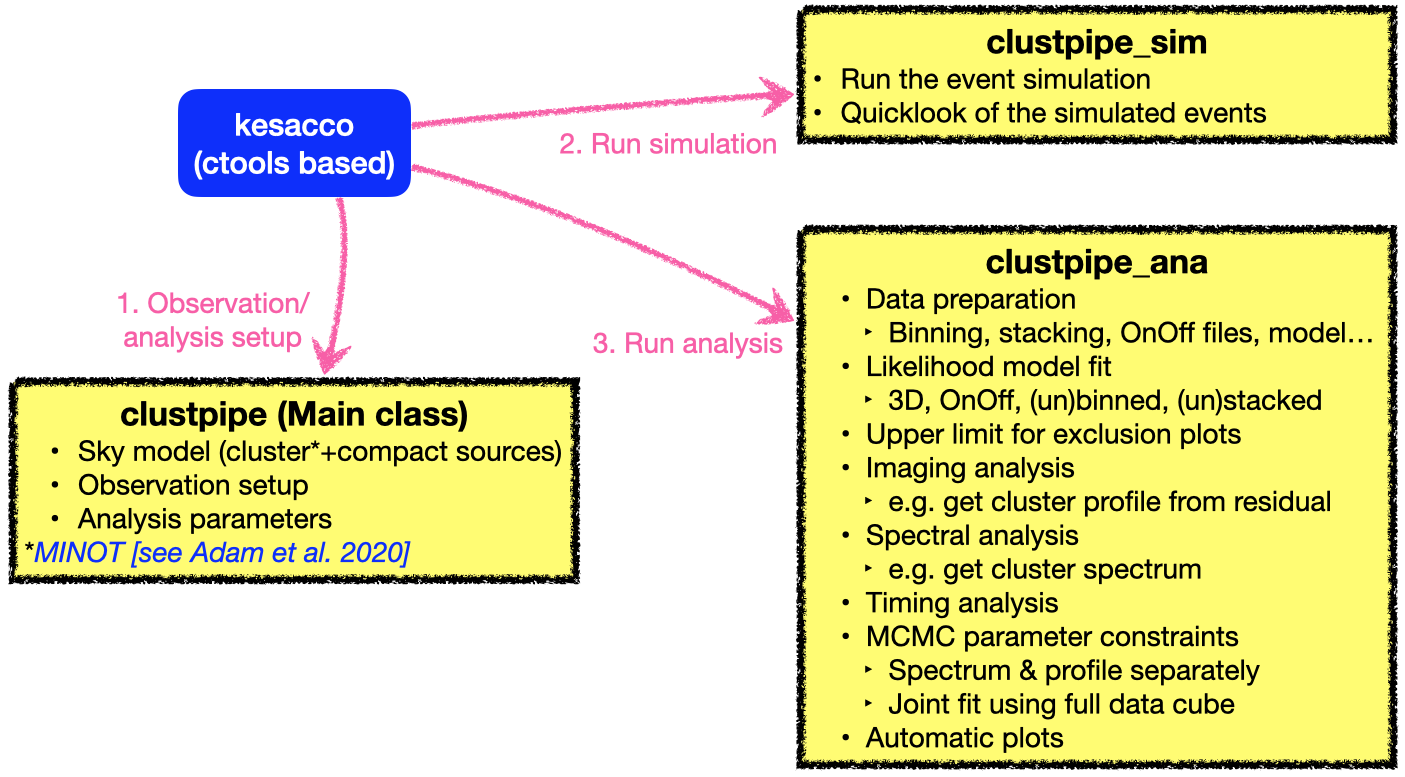 kesacco
(ctools based)
1. Observation/
analysis setup
clustpipe (Main class)
• Sky model (cluster*+compact sources)
• Observation setup
• Analysis parameters
*MINOT [see Adam et al. 2020]
2. Run simulation
clustpipe_sim
• Run the event simulation
• Quicklook of the simulated events
3. Run analysis
clustpipe_ana
• Data preparation
‣ Binning, stacking, OnOff files, model…
• Likelihood model fit
‣ 3D, OnOff, (un)binned, (un)stacked
• Upper limit for exclusion plots
• Imaging analysis
‣ e.g. get cluster profile from residual
• Spectral analysis
‣ e.g. get cluster spectrum
• Timing analysis
• MCMC parameter constraints
‣ Spectrum & profile separately
‣ Joint fit using full data cube
• Automatic plots